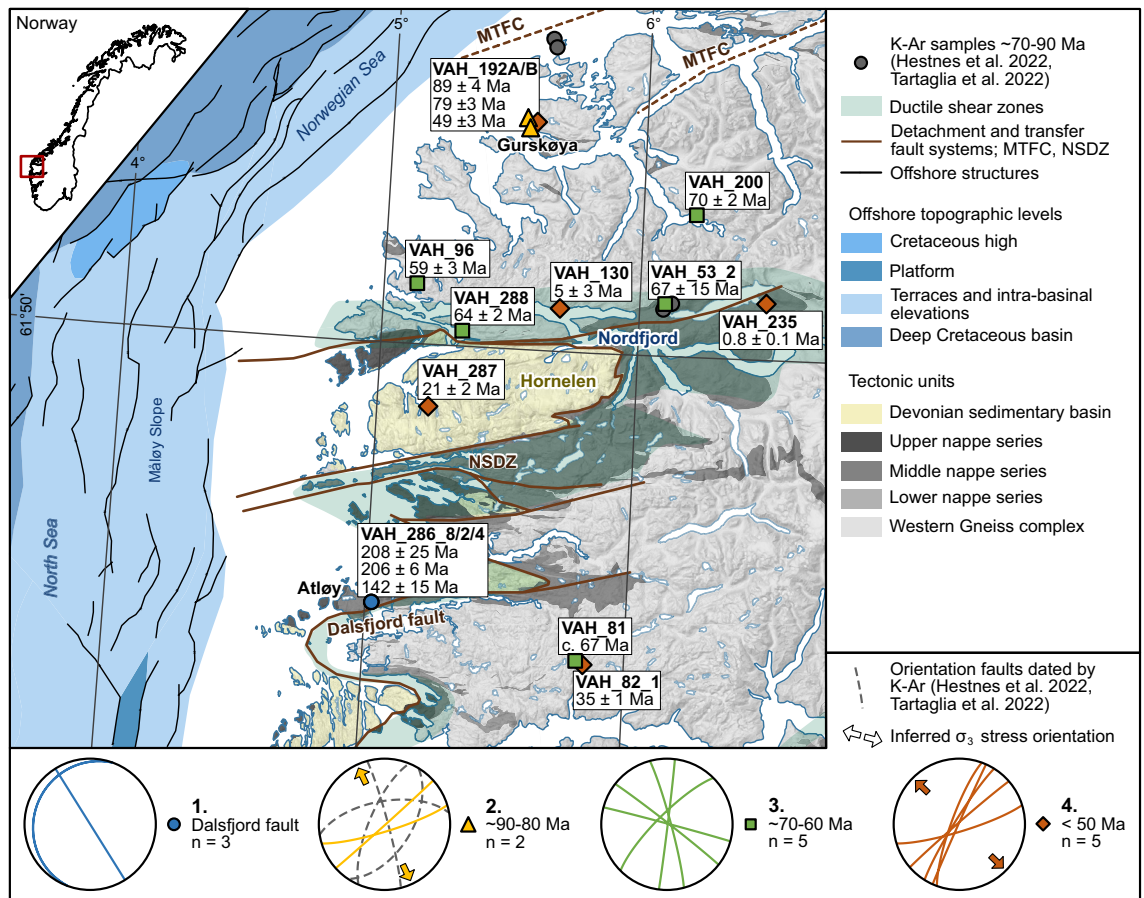 Norway
5°
6°
MTFC
MTFC
Norwegian Sea
4°
61°50'
VAH_192A/B
89 ± 4 Ma
79 ±3 Ma
49 ±3 Ma
Gurskøya
VAH_200
70 ± 2 Ma
VAH_96
59 ± 3 Ma
VAH_130
5 ± 3 Ma
VAH_53_2
67 ± 15 Ma
VAH_288
64 ± 2 Ma
VAH_235
0.8 ± 0.1 Ma
Nordfjord
VAH_287
21 ± 2 Ma
Hornelen
Måløy Slope
NSDZ
North Sea
VAH_286_8/2/4
208 ± 25 Ma
206 ± 6 Ma
142 ± 15 Ma
Atløy
Dalsfjord fault
VAH_81
c. 67 Ma
VAH_82_1
35 ± 1 Ma
K-Ar samples ~70-90 Ma
(Hestnes et al. 2022,
Tartaglia et al. 2022)
Ductile shear zones
Detachment and transfer
fault systems; MTFC, NSDZ
Offshore structures
Offshore topographic levels
Cretaceous high
Platform
Terraces and intra-basinal
elevations
Deep Cretaceous basin
Tectonic units
Devonian sedimentary basin
Upper nappe series
Middle nappe series
Lower nappe series
Western Gneiss complex
Orientation faults dated by
K-Ar (Hestnes et al. 2022,
Tartaglia et al. 2022)
Inferred σ3 stress orientation
1.
Dalsfjord fault
n = 3
2.
~90-80 Ma
n = 2
3.
~70-60 Ma
n = 5
4.
< 50 Ma
n = 5